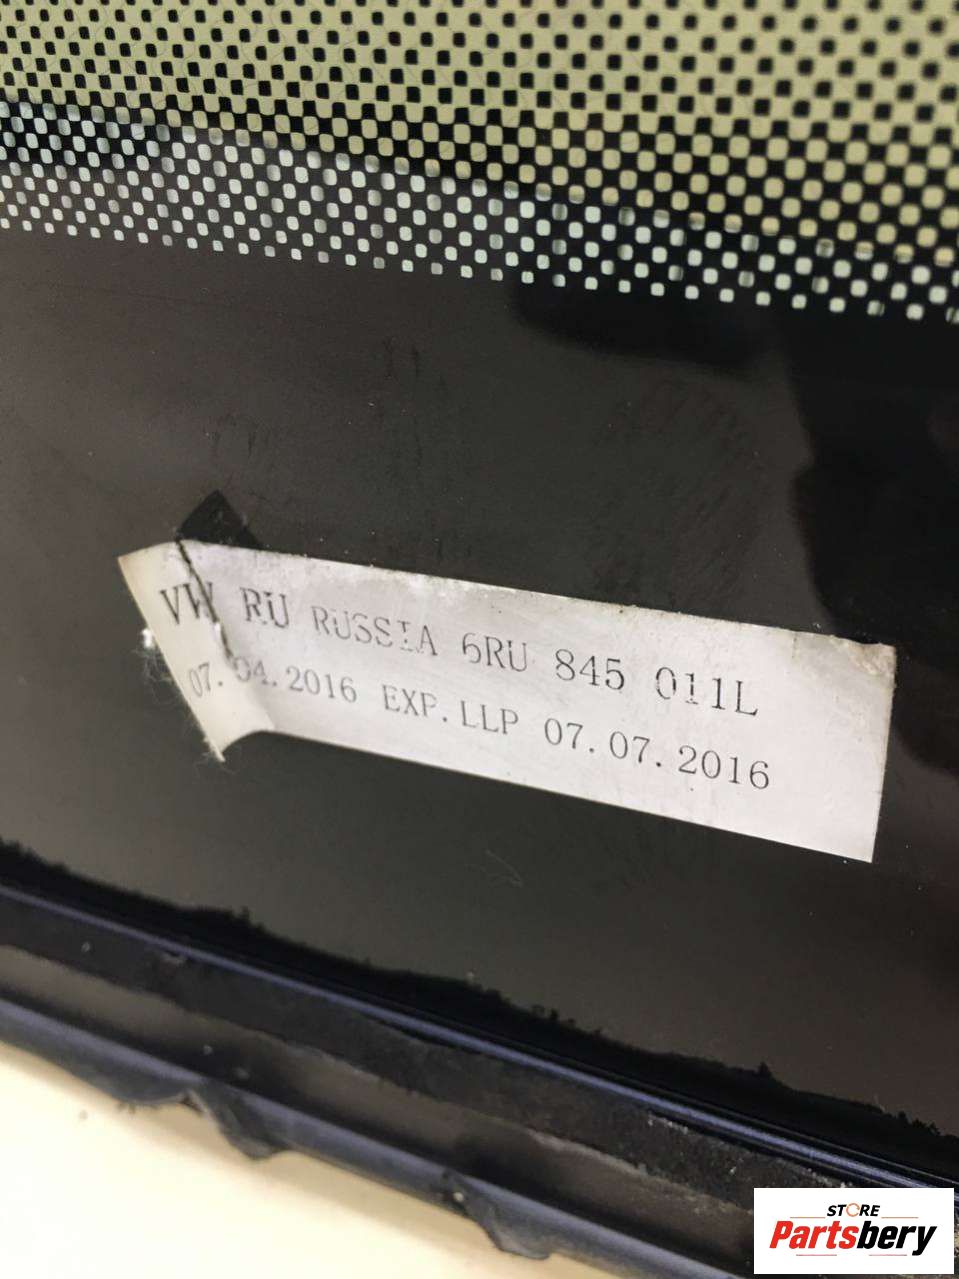 VW RU RUSSIA 6RU 845 011L
07.04.2016 EXP.LLP 07.07.2016
STORE
Partsbery